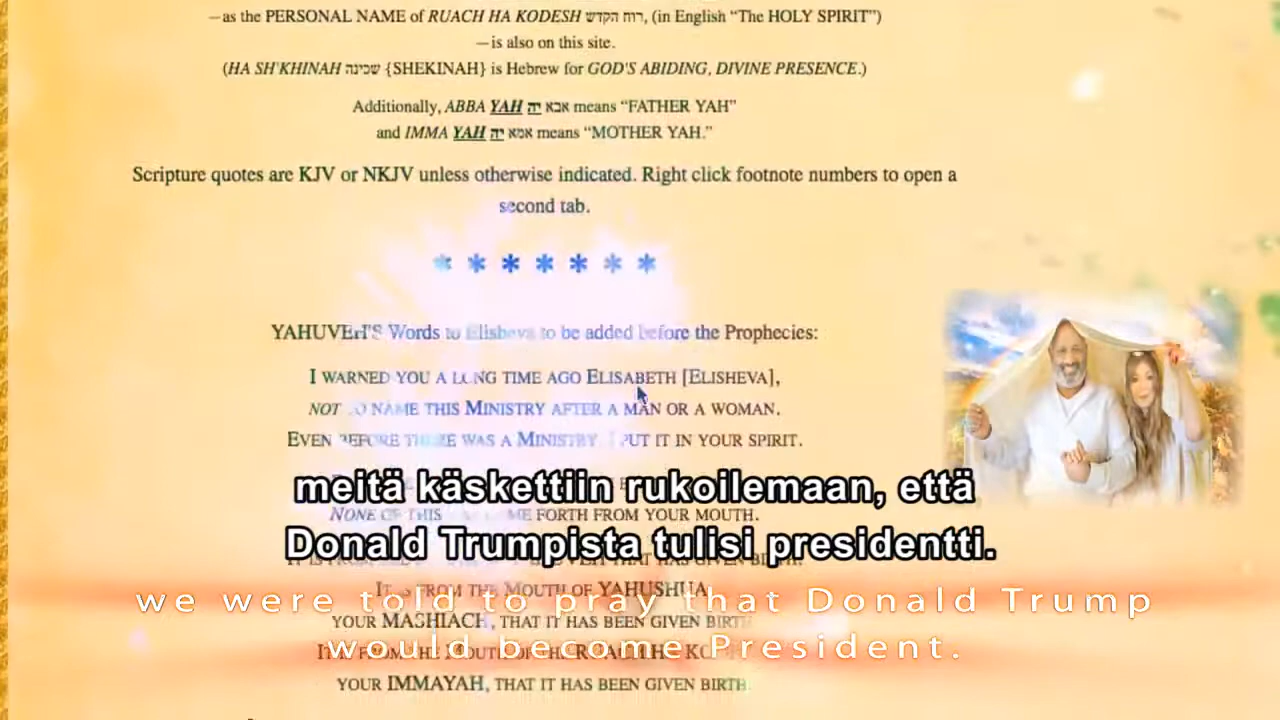 —as the PERSONAL NAME of RUACH HA KODESH רוח הקדש, (in English “The HOLY SPIRIT”)
—is also on this site.
(HA SH'KHINAH שכינה {SHEKINAH} is Hebrew for GOD'S ABIDING, DIVINE PRESENCE.)
Additionally, ABBA YAH יה אבא means “FATHER YAH”
and IMMA YAH יה אמא means “MOTHER YAH.”
Scripture quotes are KJV or NKJV unless otherwise indicated. Right click footnote numbers to open a
second tab.
* * * * * * *
YAHUVEH'S Words to Elisheva to be added before the Prophecies:
I WARNED YOU A LONG TIME AGO ELISABETH [ELISHEVA],
NOT TO NAME THIS MINISTRY AFTER A MAN OR A WOMAN.
EVEN BEFORE THERE WAS A MINISTRY, I PUT IT IN YOUR SPIRIT.
meitä käskettiin rukoilemaan, että
NONE OF THIS FORTH FROM YOUR MOUTH.
Donald Trumpista tulisi presidentti.
FROM THE MOUTH OF YAHUSHUA
we were told to pray that Donald Trump
YOUR MASHIACH, THAT IT HAS BEEN GIVEN BIRTH
would become President.
YOUR IMMAYAH, THAT IT HAS BEEN GIVEN BIRTH